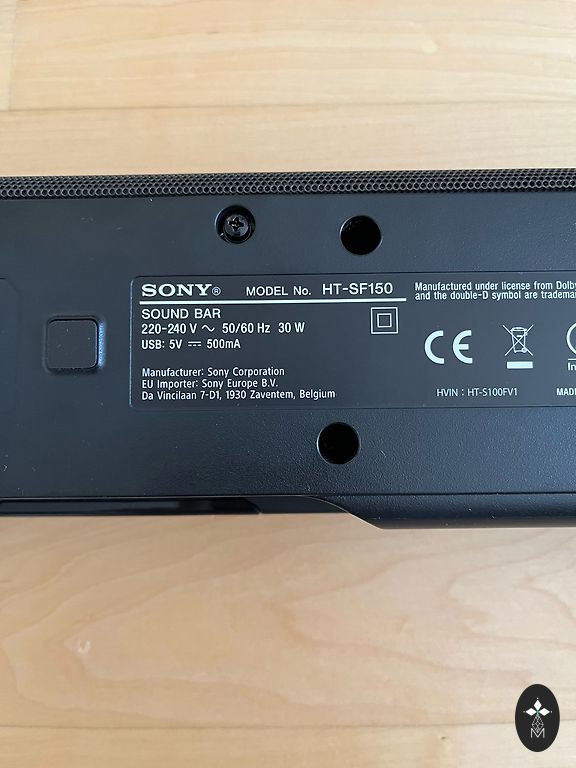 SONY® MODEL No. HT-SF150
SOUND BAR
220-240 V ~ 50/60 Hz 30 W
USB: 5V ⎓ 500mA
Manufacturer: Sony Corporation
EU Importer: Sony Europe B.V.
Da Vincilaan 7-D1, 1930 Zaventem, Belgium
Manufactured under license from Dolby
and the double-D symbol are
CE
HVIN : HT-S100FV1
MADE
M